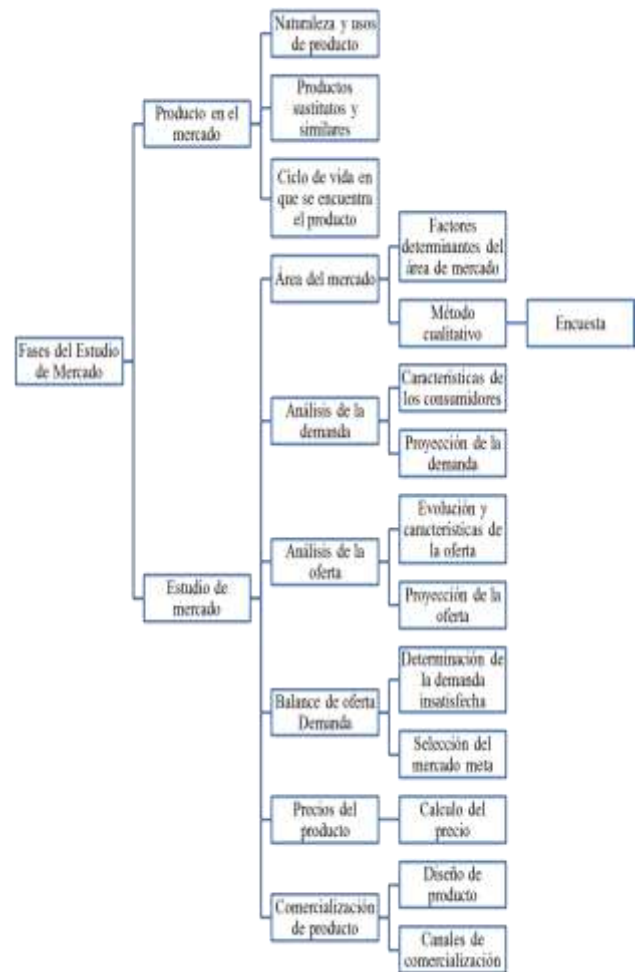 Naturaleza y usos
de producto
Producto en el
mercado
Productos
sustitutos y
similares
Ciclo de vida en
que se encuentra
el producto
Fases del Estudio
de Mercado
Estudio de
mercado
Área del mercado
Factores
determinantes del
área de mercado
Método
cualitativo
Encuesta
Análisis de la
demanda
Características de
los consumidores
Proyección de la
demanda
Análisis de la
oferta
Evolución y
características de
la oferta
Proyección de la
oferta
Balance de oferta
Demanda
Determinación de
la demanda
insatisfecha
Selección del
mercado meta
Precios del
producto
Calculo del
precio
Comercialización
de producto
Diseño de
producto
Canales de
comercialización